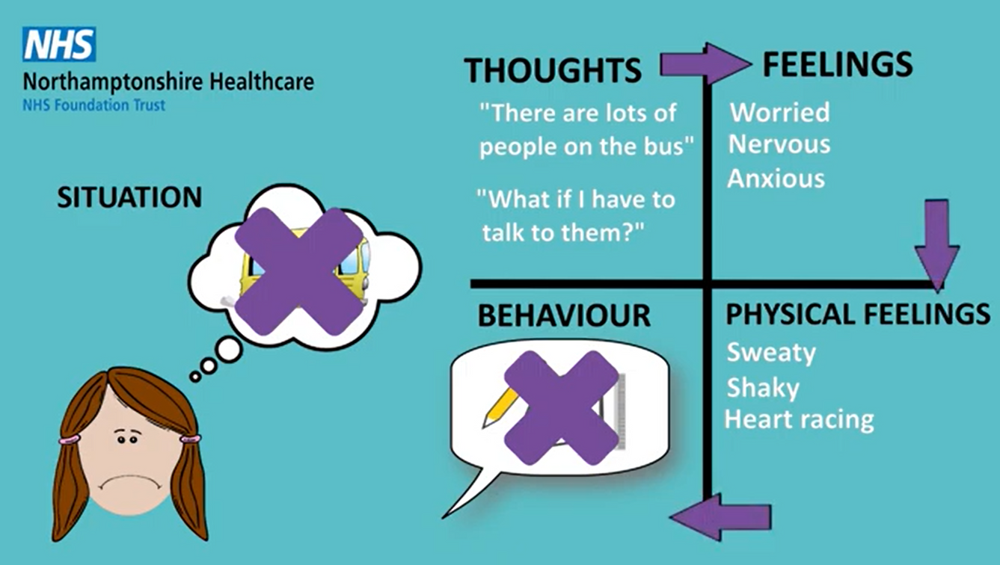 NHS
Northamptonshire Healthcare
NHS Foundation Trust
SITUATION
THOUGHTS
"There are lots of
people on the bus"
"What if I have to
talk to them?"
FEELINGS
Worried
Nervous
Anxious
BEHAVIOUR
PHYSICAL FEELINGS
Sweaty
Shaky
Heart racing